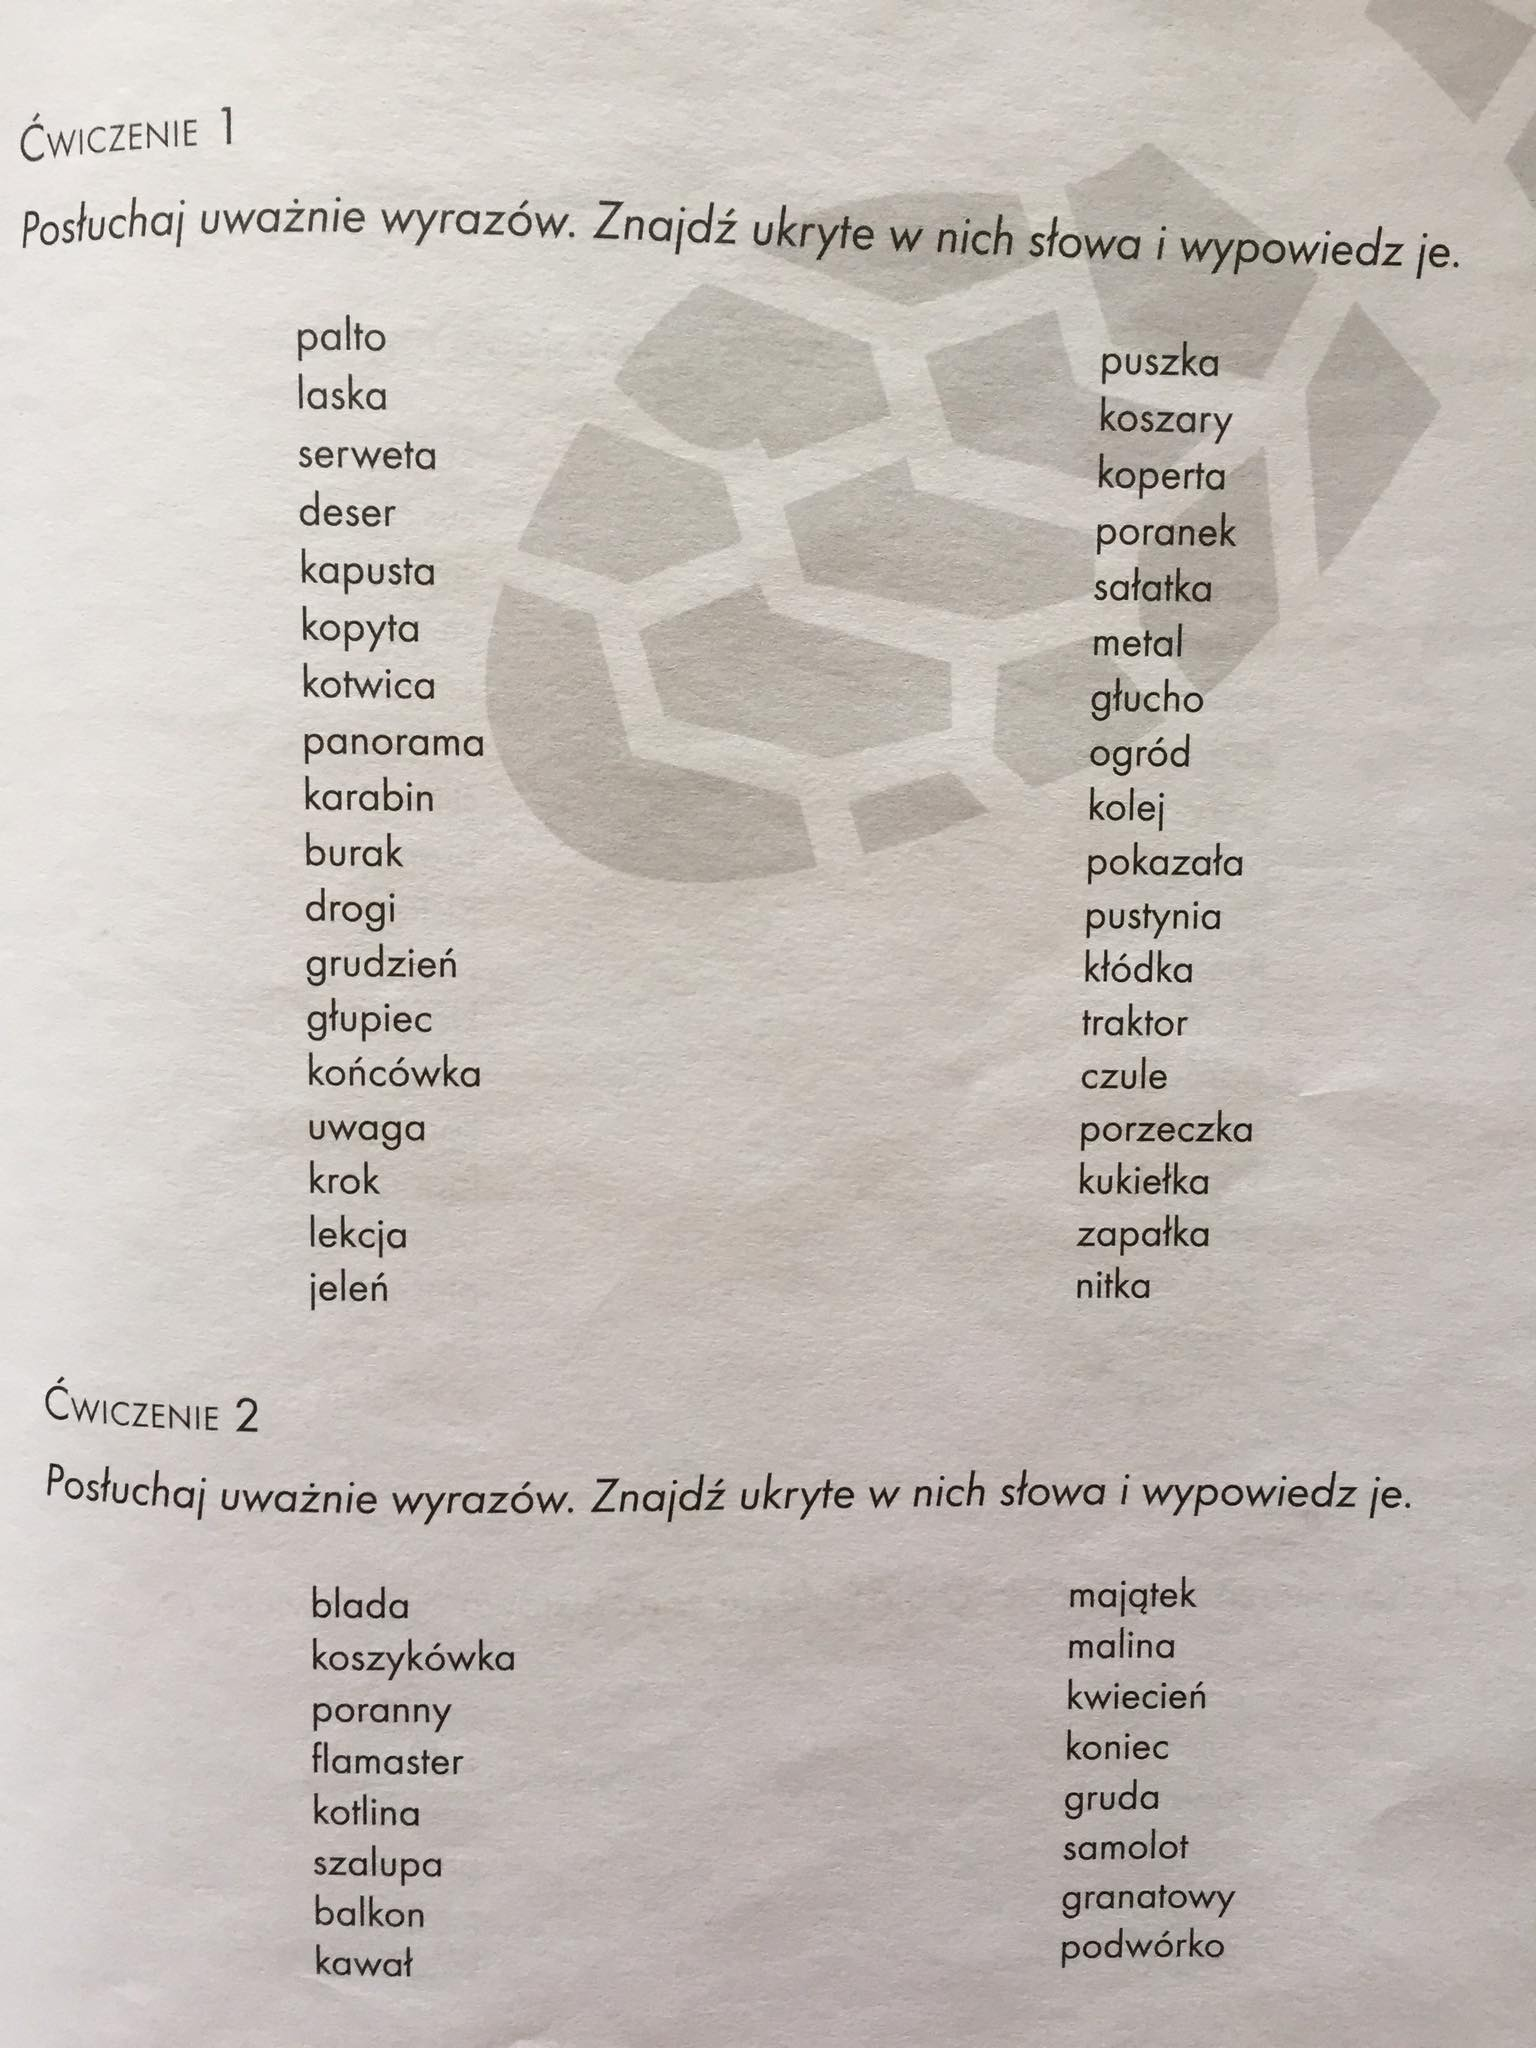 Ćwiczenie 1
Posłuchaj uważnie wyrazów. Znajdź ukryte w nich słowa i wypowiedz je.
palto
laska
serweta
deser
kapusta
kopyta
kotwica
panorama
karabin
burak
drogi
grudzień
głupiec
końcówka
uwaga
krok
lekcja
jeleń
puszka
koszary
koperta
poranek
sałatka
metal
głucho
ogród
kolej
pokazała
pustynia
kłódka
traktor
czule
porzeczka
kukiełka
zapałka
nitka
Ćwiczenie 2
Posłuchaj uważnie wyrazów. Znajdź ukryte w nich słowa i wypowiedz je.
blada
koszykówka
poranny
flamaster
kotlina
szalupa
balkon
kawał
majątek
malina
kwiecień
koniec
gruda
samolot
granatowy
podwórko